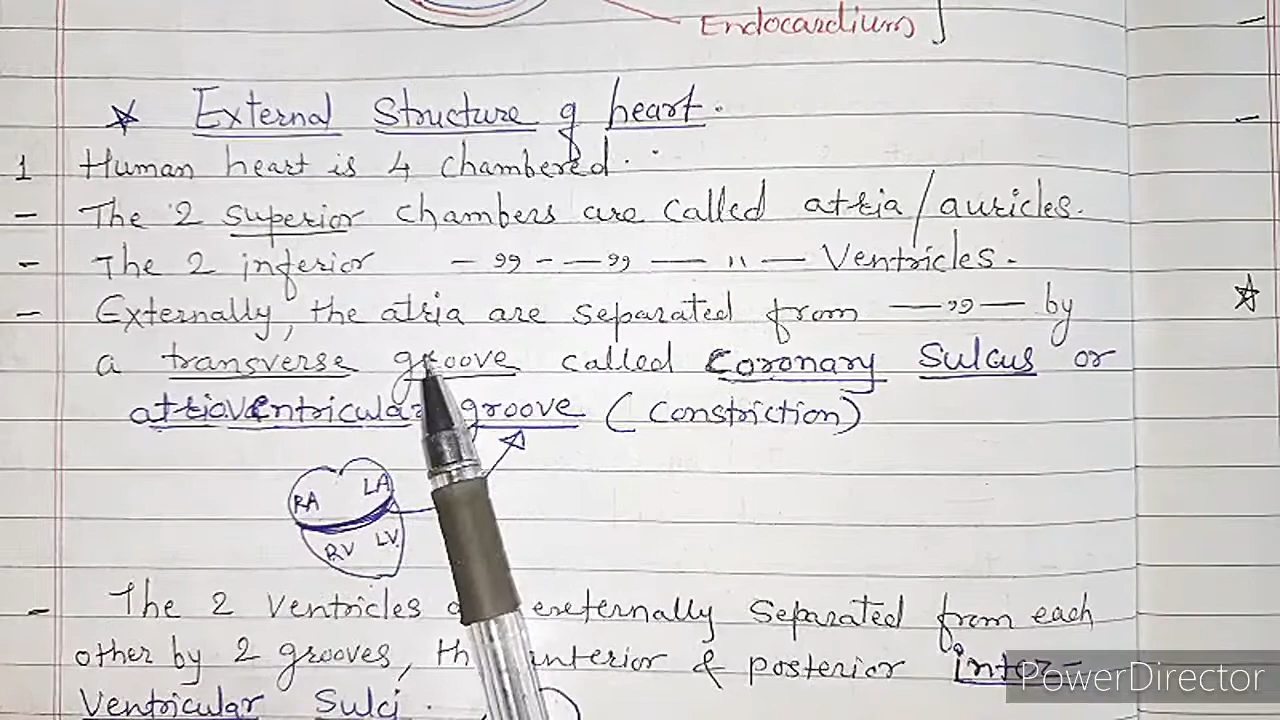 Endocardium]
☆ External Structure of heart.
1 Human heart is 4 chambered.
- The 2 superior chambers are called atria/auricles.
- The 2 inferior - " - - " - " - Ventricles.
- Externally, the atria are separated from - " - by
a transverse groove called Coronary Sulcus or
atrioventricular groove (Constriction)
RA LA
RV LV
- The 2 Ventricles externally Separated from each
other by 2 grooves, th interior & posterior inter-
Ventricular Sulci.
PowerDirector